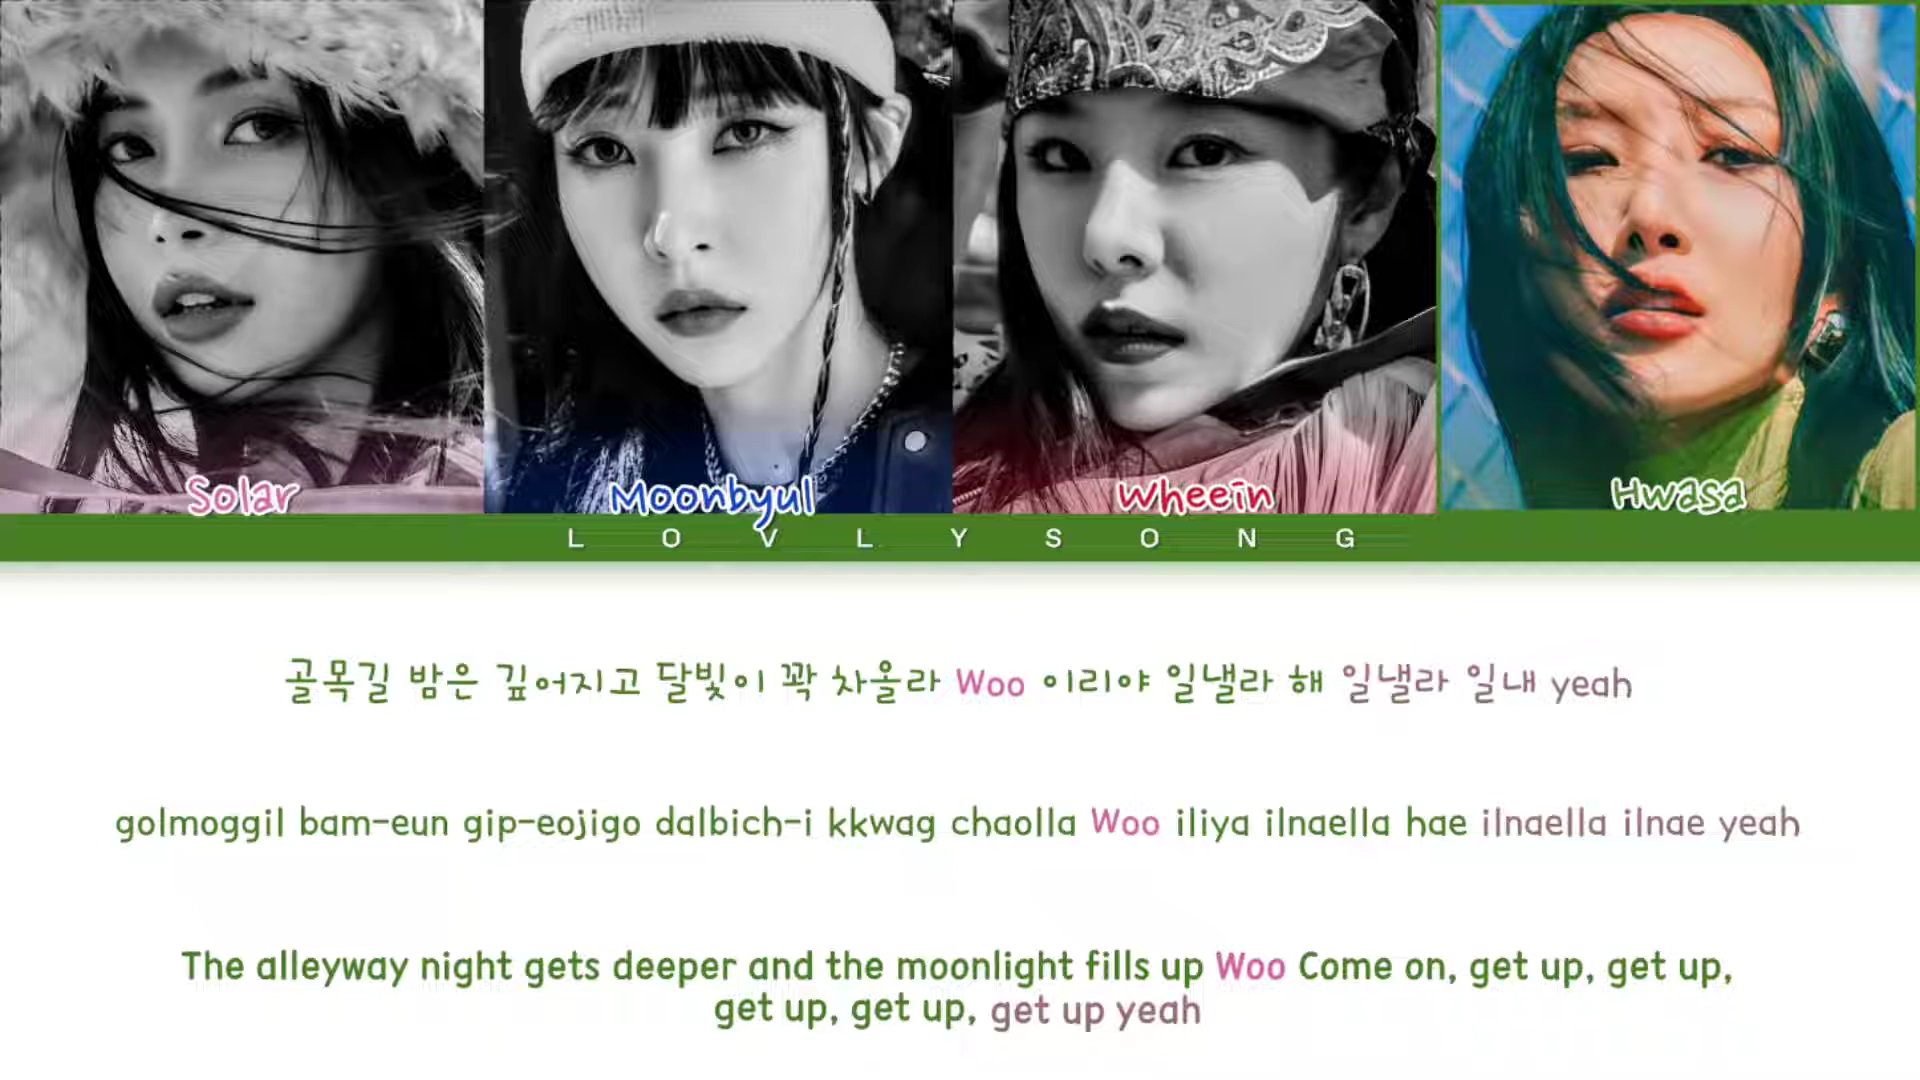 Solar
Moonbyul
Wheein
Hwasa
LOVLYSONG
골목길 밤은 깊어지고 달빛이 꽉 차올라 Woo 이리야 일낼라 해 일낼라 일내 yeah
golmoggil bam-eun gip-eojigo dalbich-i kkwag chaolla Woo iliya ilnaella hae ilnaella ilnae yeah
The alleyway night gets deeper and the moonlight fills up Woo Come on, get up, get up,
get up, get up, get up yeah